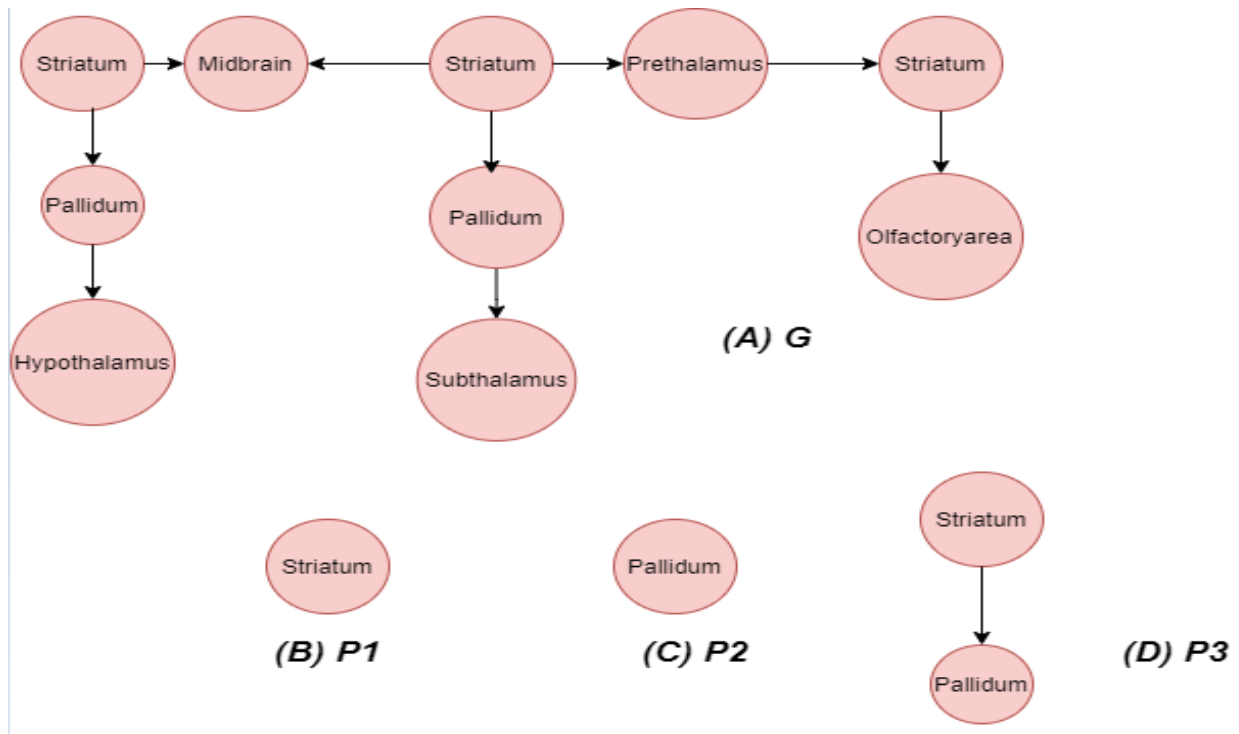 Striatum
Midbrain
Striatum
Prethalamus
Striatum
Pallidum
Pallidum
Olfactoryarea
Hypothalamus
Subthalamus
(A) G
Striatum
Pallidum
Striatum
Pallidum
(B) P1
(C) P2
(D) P3